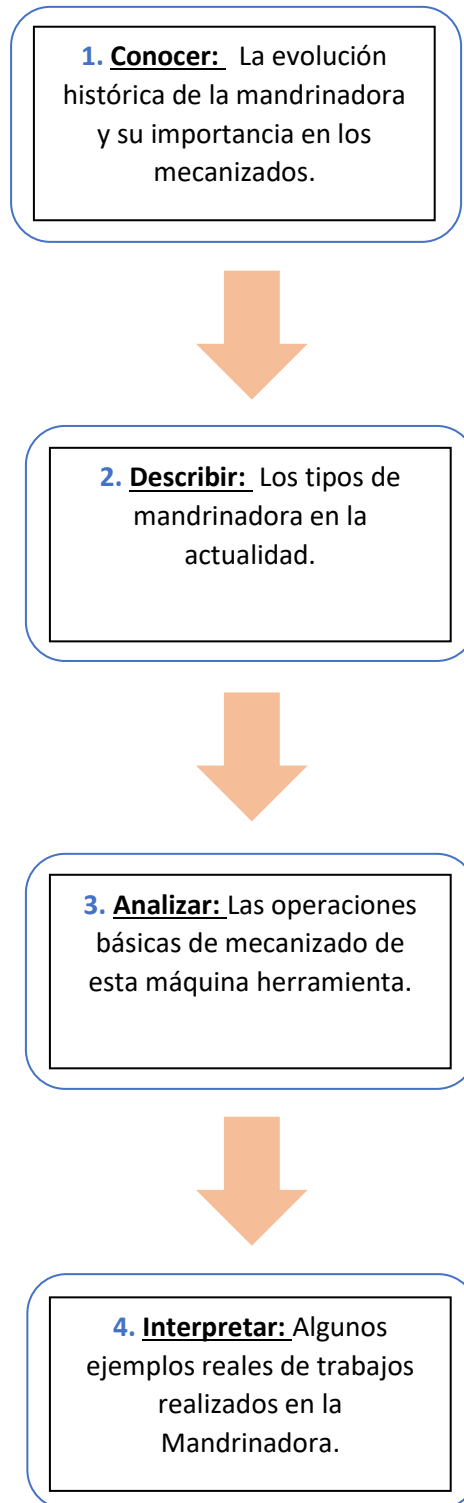 1. Conocer: La evolución
histórica de la mandrinadora
y su importancia en los
mecanizados.
2. Describir: Los tipos de
mandrinadora en la
actualidad.
3. Analizar: Las operaciones
básicas de mecanizado de
esta máquina herramienta.
4. Interpretar: Algunos
ejemplos reales de trabajos
realizados en la
Mandrinadora.